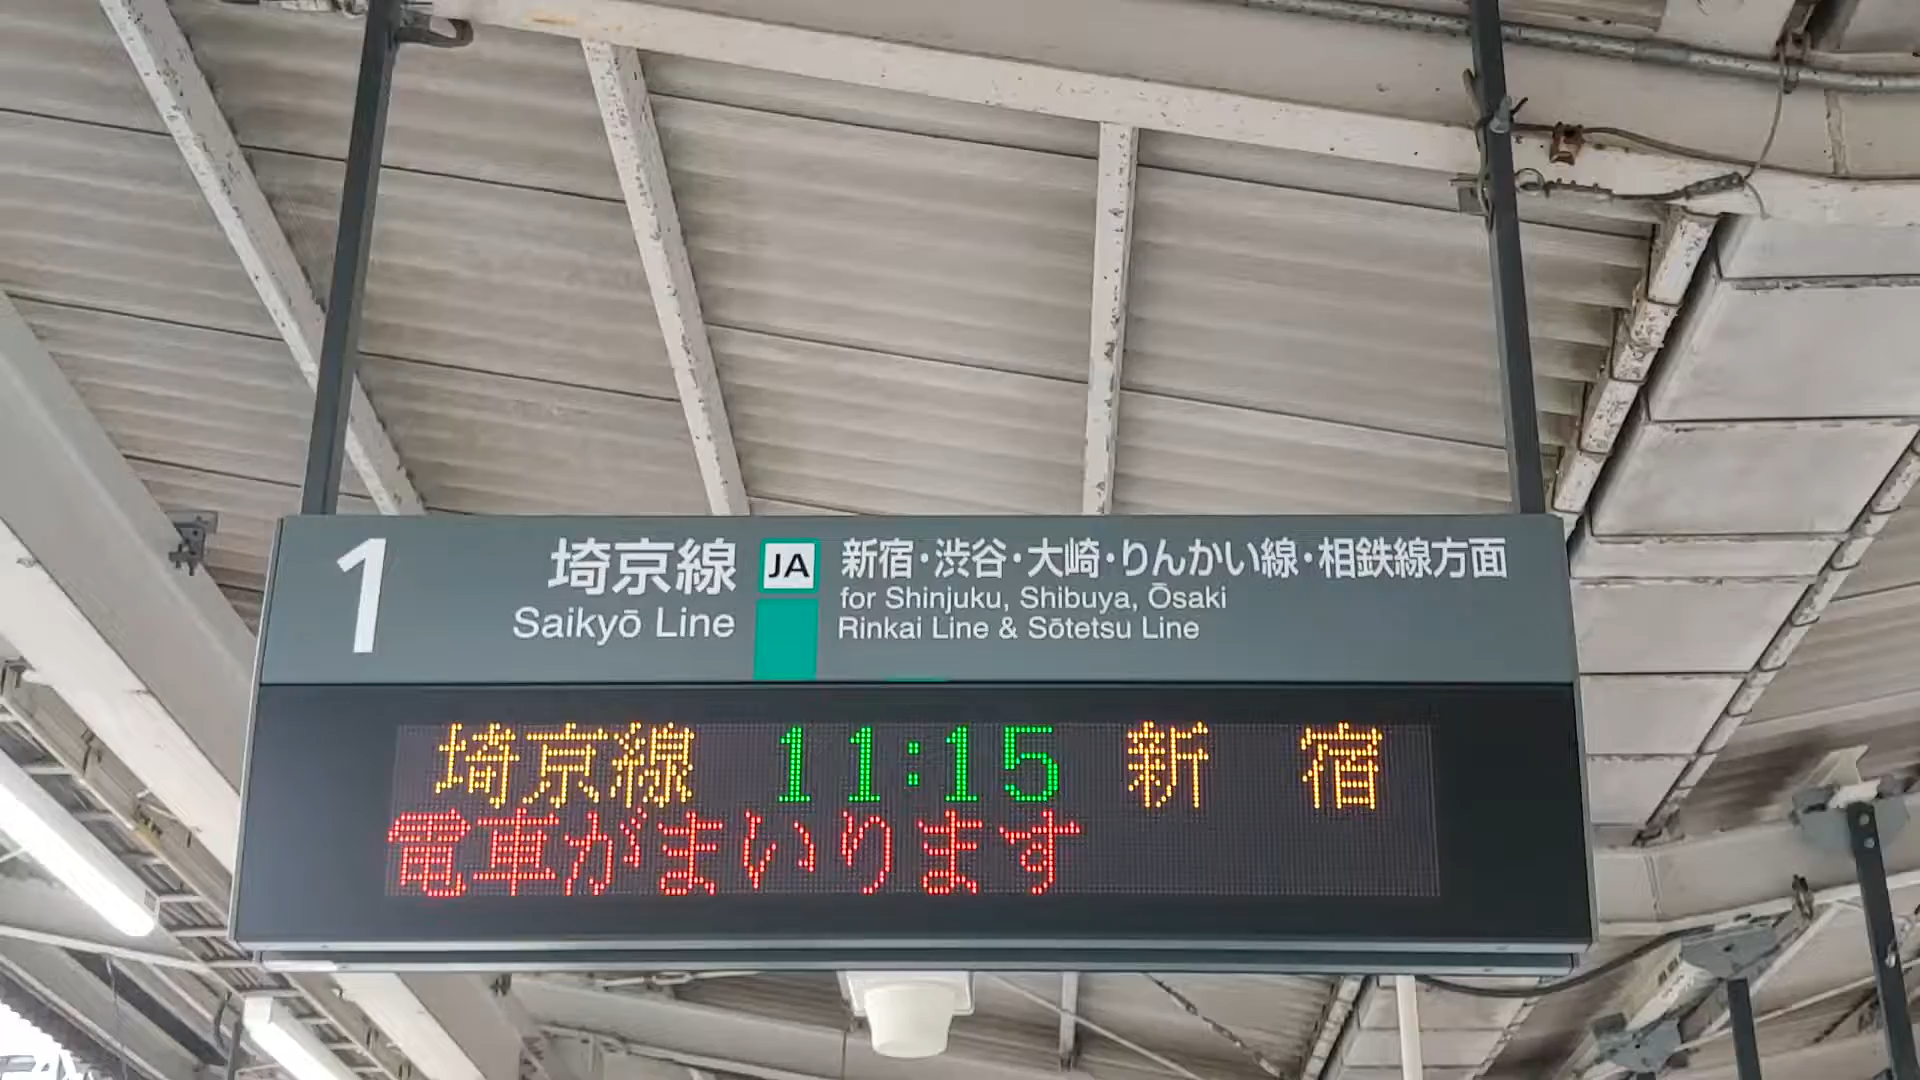 1
埼京線
Saikyō Line
JA
新宿・渋谷・大崎・りんかい線・相鉄線方面
for Shinjuku, Shibuya, Ōsaki
Rinkai Line & Sōtetsu Line
埼京線 11:15 新 宿
電車がまいります